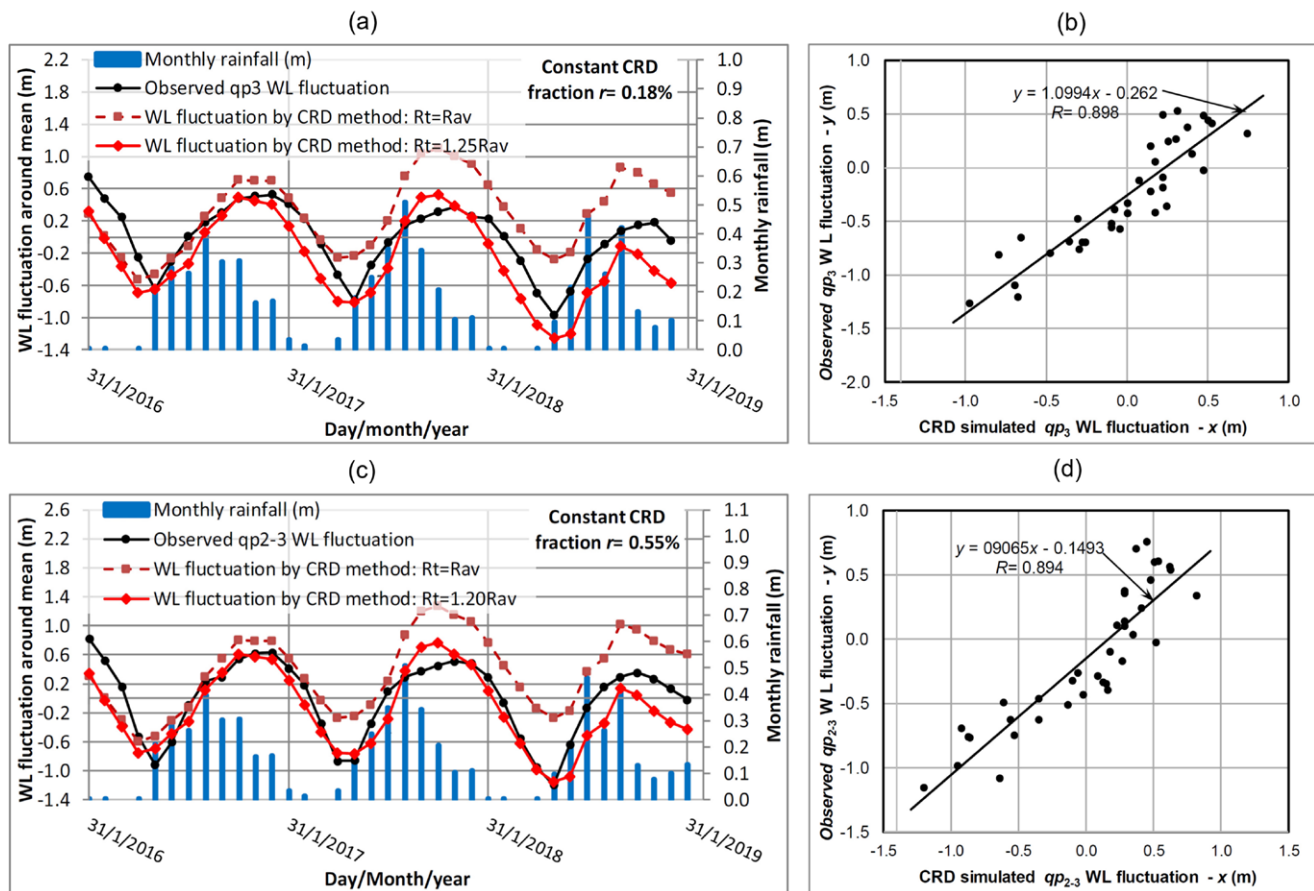 (a)
Monthly rainfall (m)
Observed qp3 WL fluctuation
WL fluctuation by CRD method: Rt=Rav
WL fluctuation by CRD method: Rt=1.25Rav
Constant CRD
fraction r= 0.18%
WL fluctuation around mean (m)
2.2
1.8
1.4
1.0
0.6
0.2
-0.2
-0.6
-1.0
-1.4
1.0
0.9
0.8
0.7
0.6
0.5
0.4
0.3
0.2
0.1
0.0
Monthly rainfall (m)
31/1/2016
31/1/2017
31/1/2018
31/1/2019
Day/month/year
(b)
y = 1.0994x - 0.262
R= 0.898
Observed qp3 W L fluctuation - y (m)
1.0
0.5
0.0
-0.5
-1.0
-1.5
-2.0
-1.5
-1.0
-0.5
0.0
0.5
1.0
CRD simulated qp3 WL fluctuation - x (m)
(c)
Monthly rainfall (m)
Observed qp2-3 WL fluctuation
WL fluctuation by CRD method: Rt=Rav
WL fluctuation by CRD method: Rt=1.20Rav
Constant CRD
fraction r= 0.55%
WL fluctuation around mean (m)
2.6
2.2
1.8
1.4
1.0
0.6
0.2
-0.2
-0.6
-1.0
-1.4
1.1
1.0
0.9
0.8
0.7
0.6
0.5
0.4
0.3
0.2
0.1
0.0
Monthly rainfall (m)
31/1/2016
31/1/2017
31/1/2018
31/1/2019
Day/Month/year
(d)
y = 09065x - 0.1493
R= 0.894
Observed qp2-3 W L fluctuation - y (m)
1.0
0.5
0.0
-0.5
-1.0
-1.5
-1.5
-1.0
-0.5
0.0
0.5
1.0
CRD simulated qp2-3 WL fluctuation - x (m)